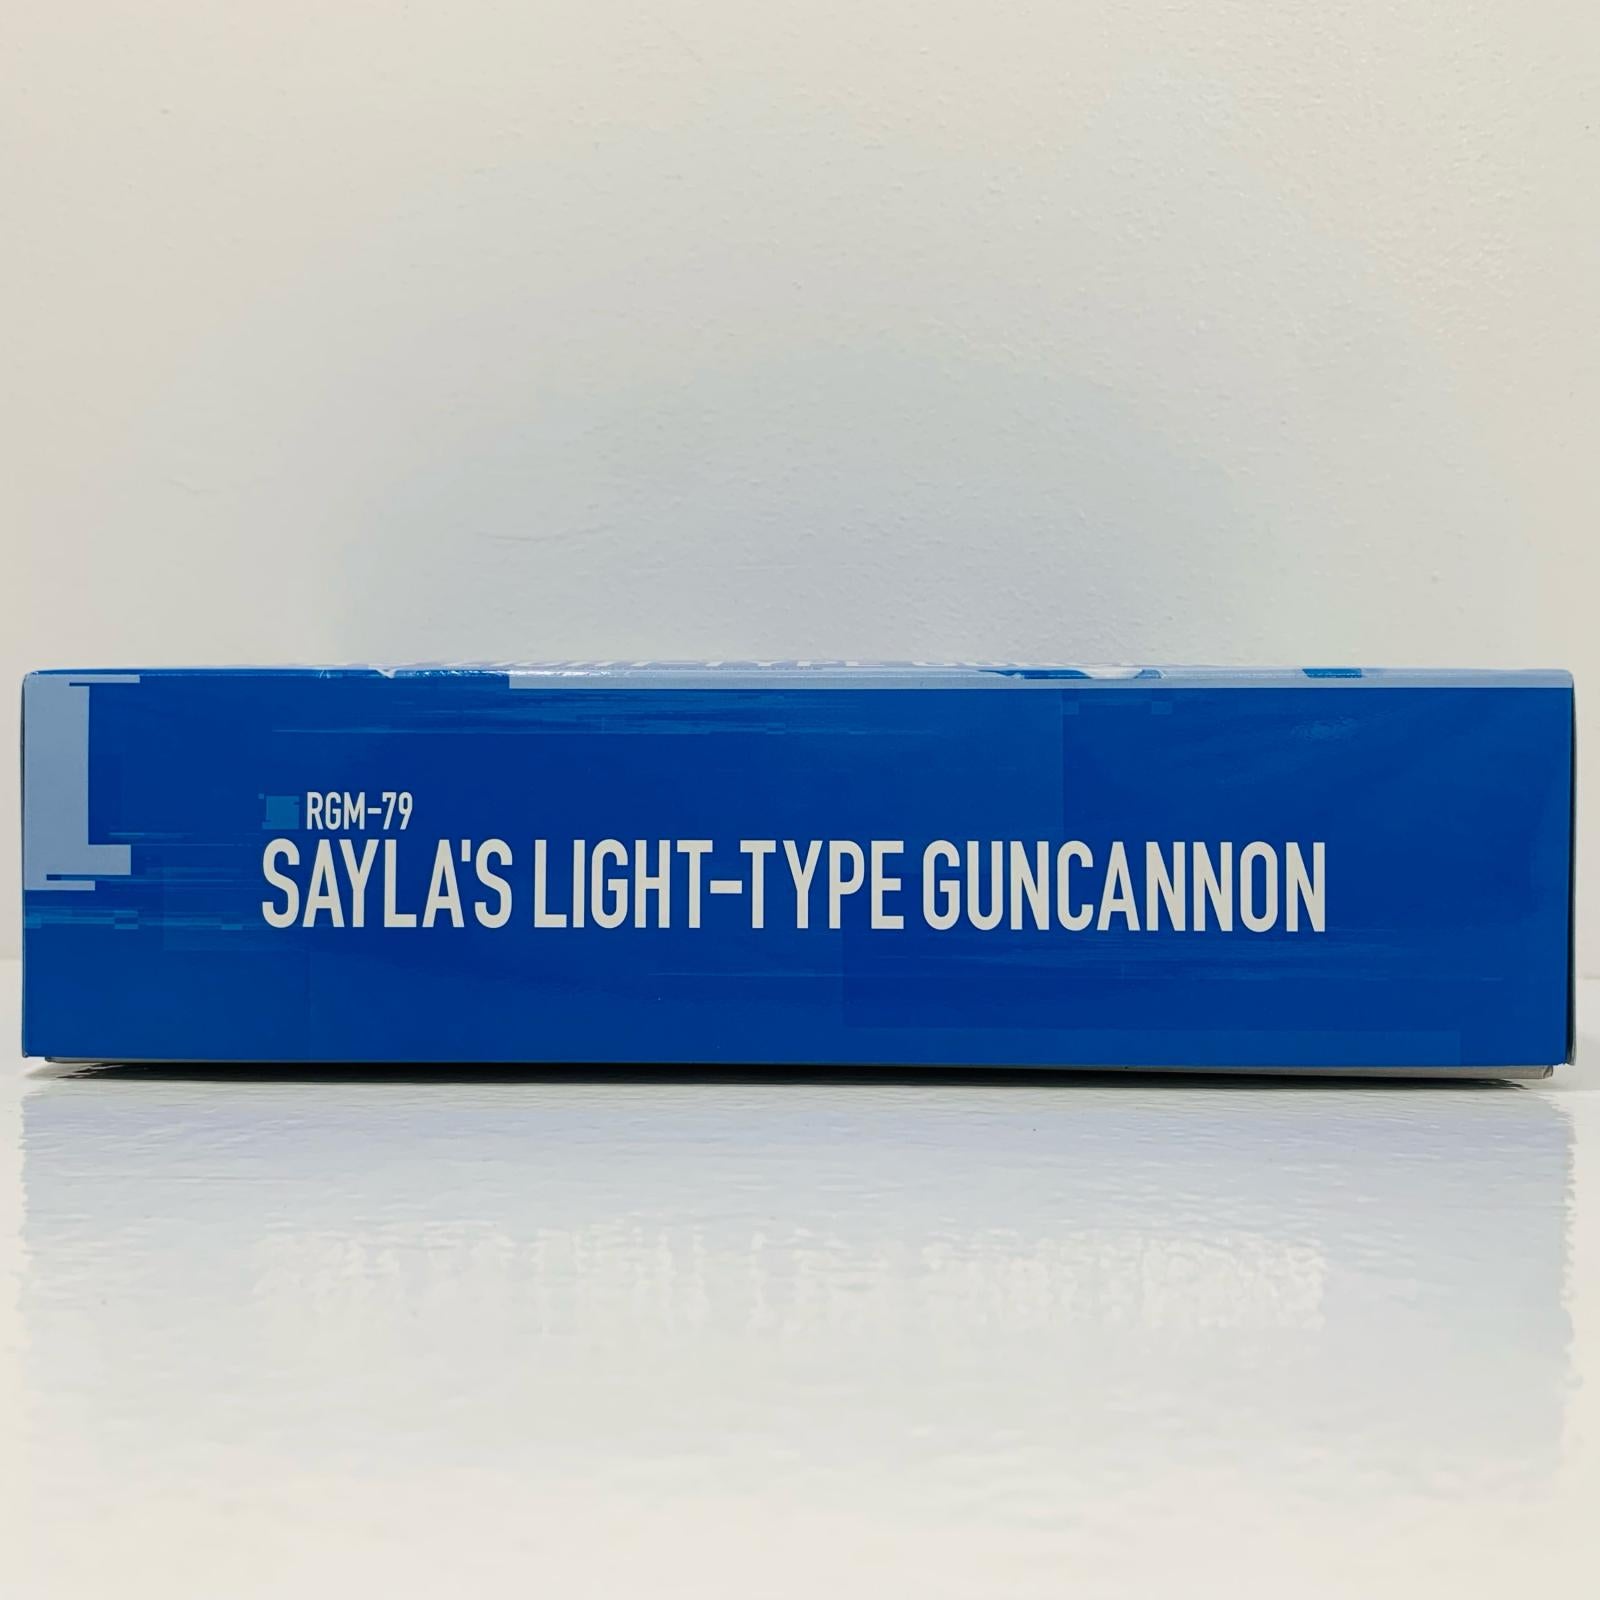 RGM-79
SAYLA'S LIGHT-TYPE GUNCANNON